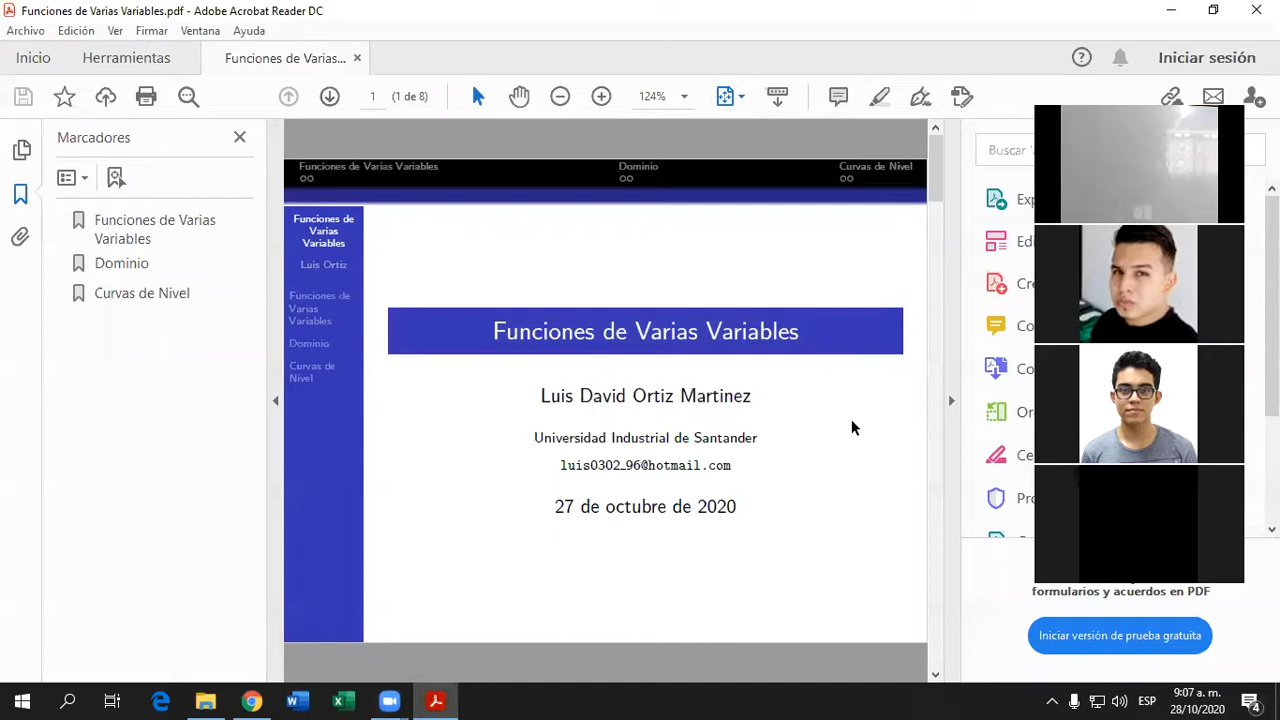 Funciones de Varias Variables.pdf - Adobe Acrobat Reader DC
Archivo Edición Ver Firmar Ventana Ayuda
Inicio Herramientas Funciones de Varias... × Iniciar sesión
1 (1 de 8) 124%
Marcadores
Funciones de Varias
Variables
Dominio
Curvas de Nivel
Funciones de Varias Variables Dominio Curvas de Nivel
Funciones de
Varias
Variables
Luis Ortiz
Funciones de
Varias
Variables
Dominio
Curvas de
Nivel
Funciones de Varias Variables
Luis David Ortiz Martinez
Universidad Industrial de Santander
luis0302_96@hotmail.com
27 de octubre de 2020
Buscar
formularios y acuerdos en PDF
Iniciar versión de prueba gratuita
ESP
9:07 a. m.
28/10/2020
4